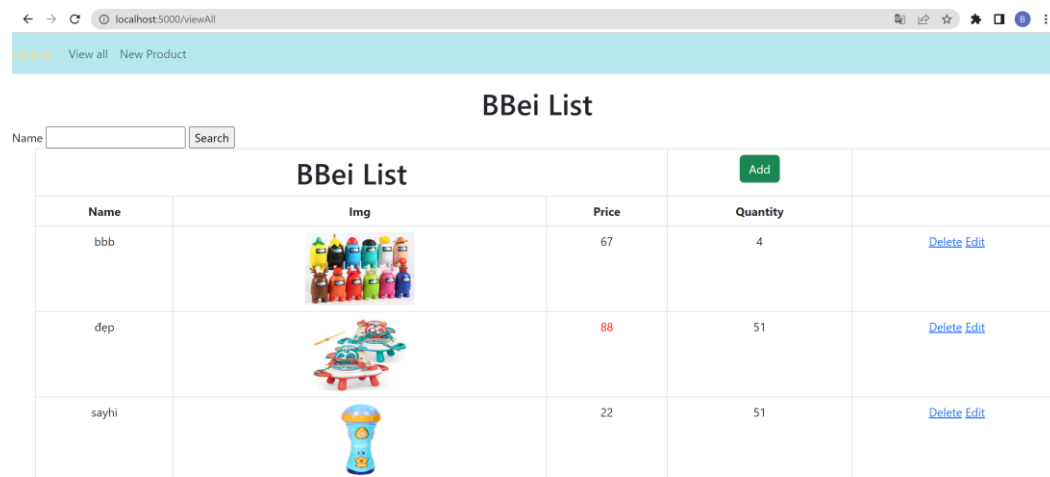 localhost:5000/viewAll
B
Home View all New Product
BBei List
Name Search
BBei List Add
Name Img Price Quantity
bbb 67 4 Delete Edit
đẹp 88 51 Delete Edit
sayhi 22 51 Delete Edit